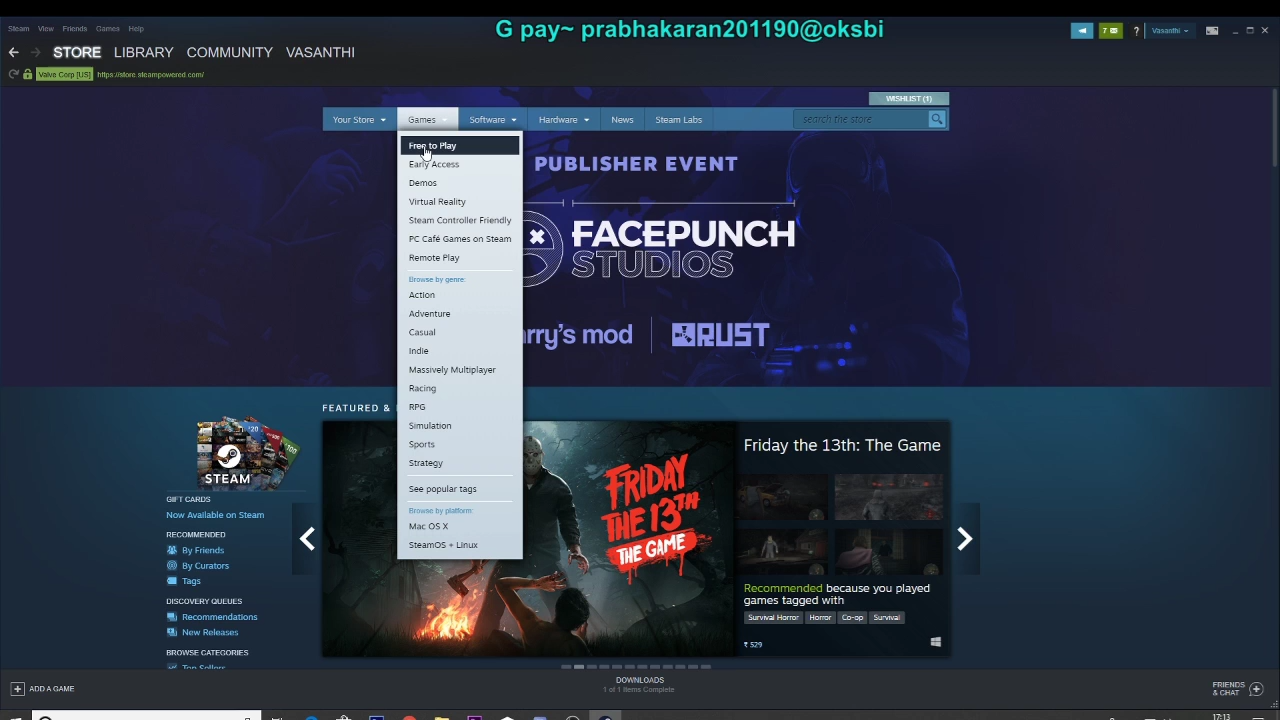 G pay~ prabhakaran201190@oksbi
Steam View Friends Games Help
7 ? Vasanthi
STORE LIBRARY COMMUNITY VASANTHI
Valve Corp [US] https://store.steampowered.com/
WISHLIST (1)
Your Store Games Software Hardware News Steam Labs search the store
Free to Play
Early Access
Demos
Virtual Reality
Steam Controller Friendly
PC Café Games on Steam
Remote Play
Browse by genre:
Action
Adventure
Casual
Indie
Massively Multiplayer
Racing
RPG
Simulation
Sports
Strategy
See popular tags
Browse by platform:
Mac OS X
SteamOS + Linux
PUBLISHER EVENT
FACEPUNCH
STUDIOS
rry's mod RUST
FEATURED &
STEAM
GIFT CARDS
Now Available on Steam
RECOMMENDED
By Friends
By Curators
Tags
DISCOVERY QUEUES
Recommendations
New Releases
BROWSE CATEGORIES
Top Sellers
FRIDAY
THE 13TH
THE GAME
Friday the 13th: The Game
Recommended because you played
games tagged with
Survival Horror Horror Co-op Survival
₹ 529
ADD A GAME
DOWNLOADS
1 of 1 Items Complete
FRIENDS
& CHAT
17:13